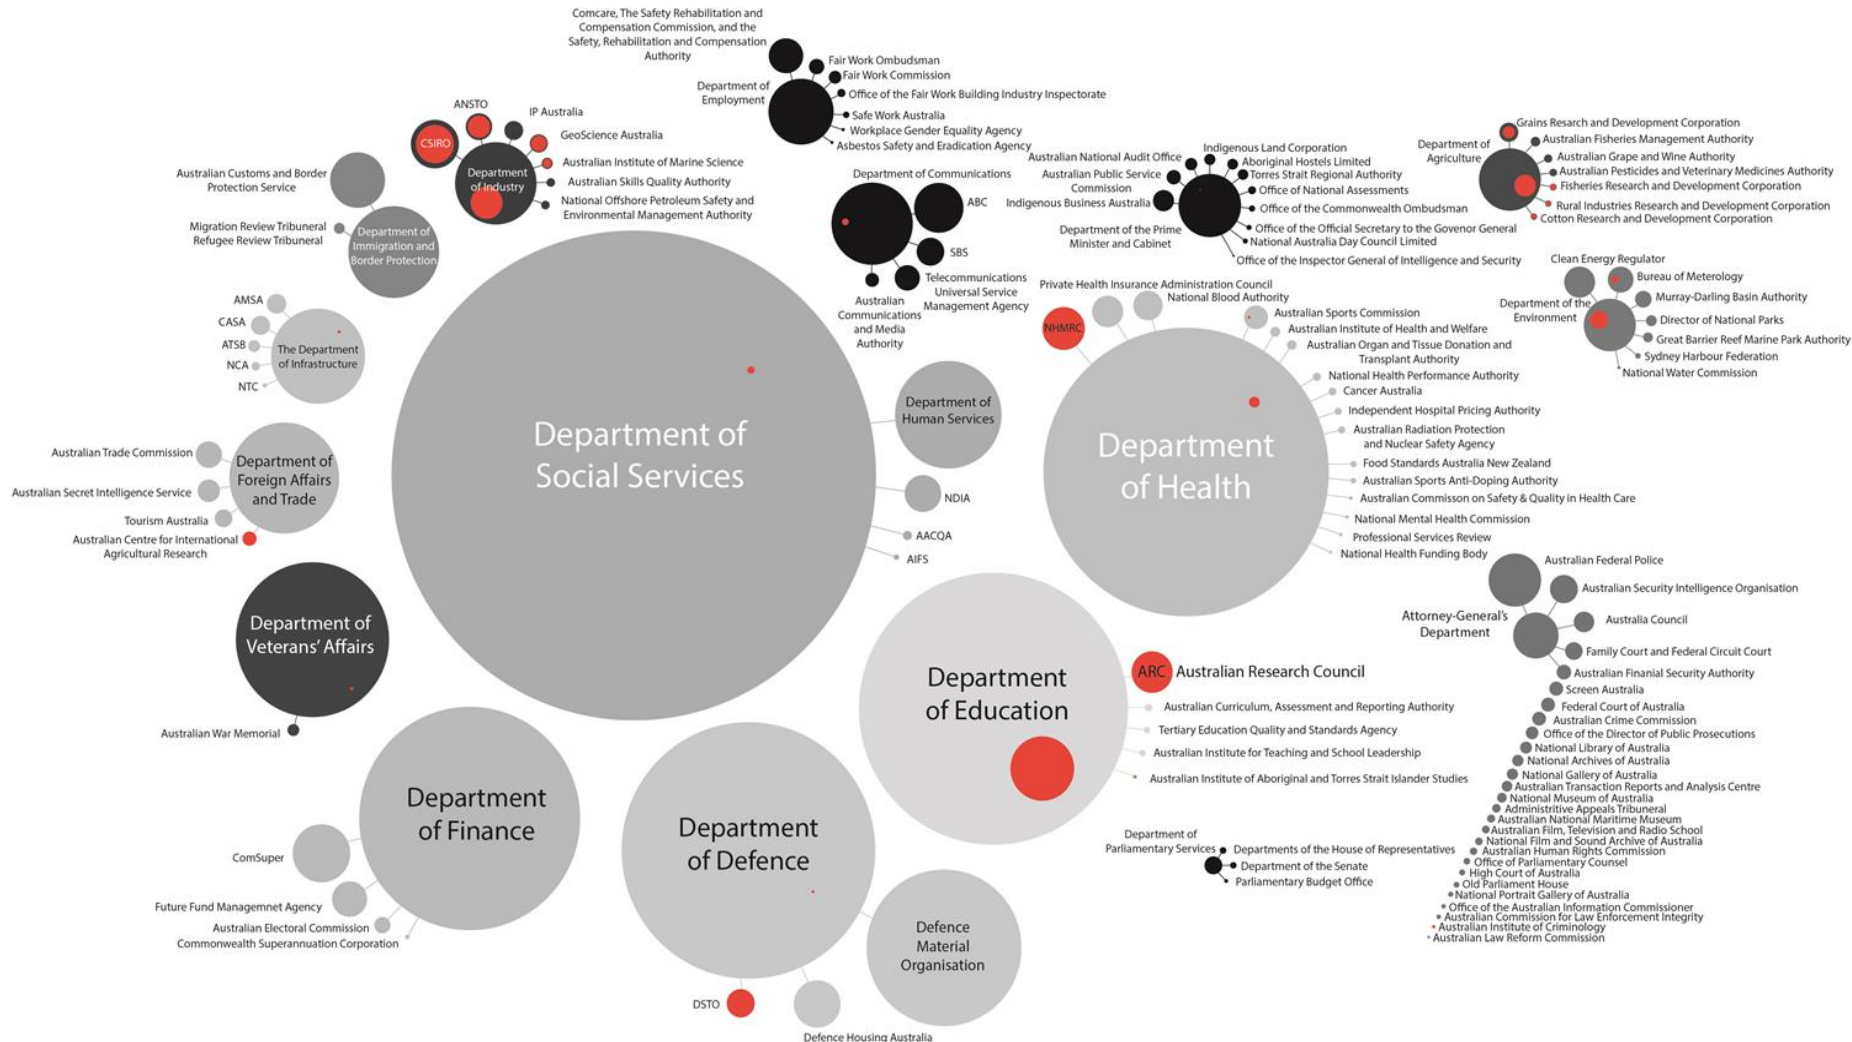 Comcare, The Safety Rehabilitation and
Compensation Commission, and the
Safety, Rehabilitation and Compensation
Authority
Department of
Employment
Fair Work Ombudsman
Fair Work Commission
Office of the Fair Work Building Industry Inspectorate
Safe Work Australia
Workplace Gender Equality Agency
Asbestos Safety and Eradication Agency
ANSTO
IP Australia
CSIRO
GeoScience Australia
Department
of Industry
Australian Institute of Marine Science
Australian Skills Quality Authority
National Offshore Petroleum Safety and
Environmental Management Authority
Australian Customs and Border
Protection Service
Migration Review Tribuneral
Refugee Review Tribuneral
Department of
Immigration and
Border Protection
Department of Communications
ABC
SBS
Telecommunications
Universal Service
Management Agency
Australian
Communications
and Media
Authority
Indigenous Land Corporation
Australian National Audit Office
Aboriginal Hostels Limited
Australian Public Service
Commission
Torres Strait Regional Authority
Office of National Assessments
Indigenous Business Australia
Office of the Commonwealth Ombudsman
Department of the Prime
Minister and Cabinet
Office of the Official Secretary to the Govenor General
National Australia Day Council Limited
Office of the Inspector General of Intelligence and Security
Grains Resarch and Development Corporation
Department of
Agriculture
Australian Fisheries Management Authority
Australian Grape and Wine Authority
Australian Pesticides and Veterinary Medicines Authority
Fisheries Research and Development Corporation
Rural Industries Research and Development Corporation
Cotton Research and Development Corporation
Clean Energy Regulator
Bureau of Meterology
Department of the
Environment
Murray-Darling Basin Authority
Director of National Parks
Great Barrier Reef Marine Park Authority
Sydney Harbour Federation
National Water Commission
AMSA
CASA
ATSB
NCA
NTC
The Department
of Infrastructure
Department of
Social Services
Department of
Human Services
NDIA
AACQA
AIFS
Private Health Insurance Administration Council
National Blood Authority
NHMRC
Australian Sports Commission
Australian Institute of Health and Welfare
Australian Organ and Tissue Donation and
Transplant Authority
National Health Performance Authority
Cancer Australia
Independent Hospital Pricing Authority
Australian Radiation Protection
and Nuclear Safety Agency
Department
of Health
Food Standards Australia New Zealand
Australian Sports Anti-Doping Authority
Australian Commisson on Safety & Quality in Health Care
National Mental Health Commission
Professional Services Review
National Health Funding Body
Australian Trade Commission
Australian Secret Intelligence Service
Tourism Australia
Australian Centre for International
Agricultural Research
Department of
Foreign Affairs
and Trade
Department of
Veterans' Affairs
Australian War Memorial
Department
of Finance
ComSuper
Future Fund Managemnet Agency
Australian Electoral Commission
Commonwealth Superannuation Corporation
Department
of Defence
Defence
Material
Organisation
DSTO
Defence Housing Australia
Department
of Education
ARC
Australian Research Council
Australian Curriculum, Assessment and Reporting Authority
Tertiary Education Quality and Standards Agency
Australian Institute for Teaching and School Leadership
Australian Institute of Aboriginal and Torres Strait Islander Studies
Department of
Parliamentary Services
Departments of the House of Representatives
Department of the Senate
Parliamentary Budget Office
Australian Federal Police
Australian Security Intelligence Organisation
Attorney-General's
Department
Australia Council
Family Court and Federal Circuit Court
Australian Finanial Security Authority
Screen Australia
Federal Court of Australia
Australian Crime Commission
Office of the Director of Public Prosecutions
National Library of Australia
National Archives of Australia
National Gallery of Australia
Australian Transaction Reports and Analysis Centre
National Museum of Australia
Administritive Appeals Tribuneral
Australian National Maritime Museum
Australian Film, Television and Radio School
National Film and Sound Archive of Australia
Australian Human Rights Commission
Office of Parliamentary Counsel
High Court of Australia
Old Parliament House
National Portrait Gallery of Australia
Office of the Australian Information Commissioner
Australian Commission for Law Enforcement Integrity
Australian Institute of Criminology
Australian Law Reform Commission